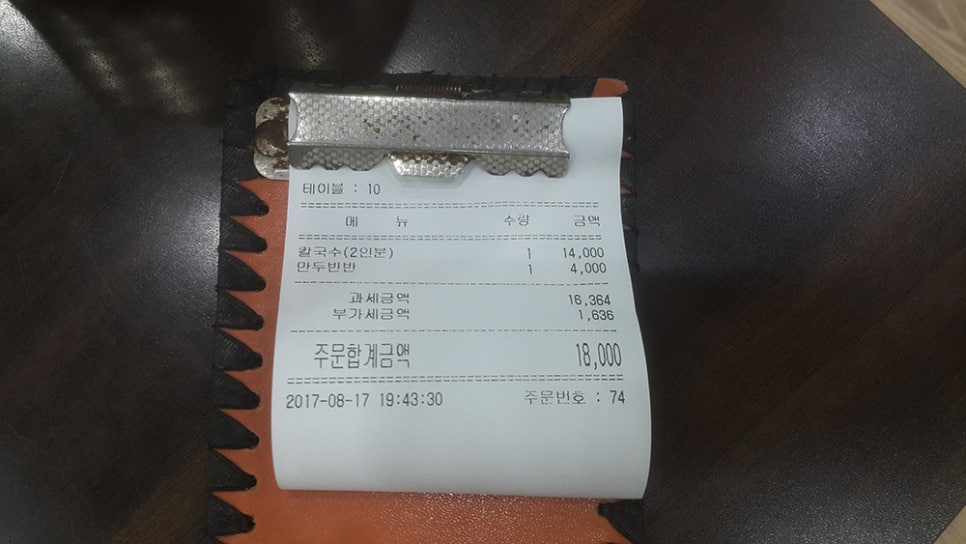 테이블 : 10
메 뉴 수량 금액
칼국수(2인분) 1 14,000
만두반반 1 4,000
과세금액 16,364
부가세금액 1,636
주문합계금액 18,000
2017-08-17 19:43:30 주문번호 : 74